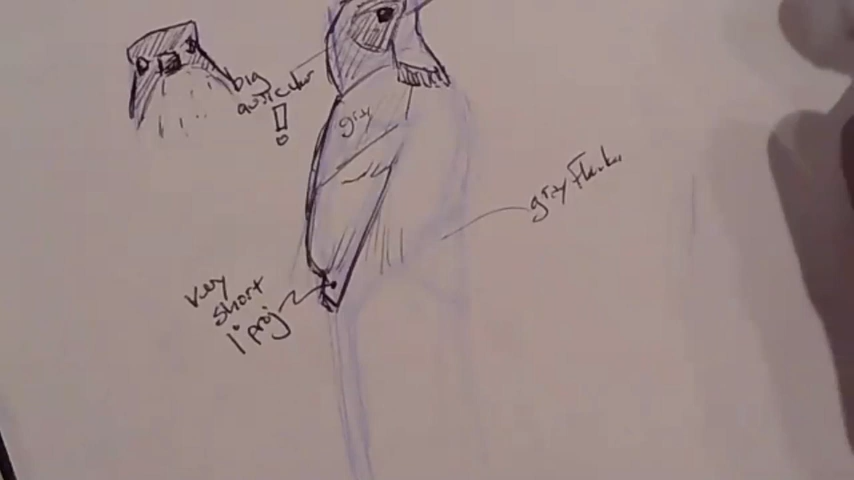 big
auricular
!
gray
gray flanks
very
short
1° proj